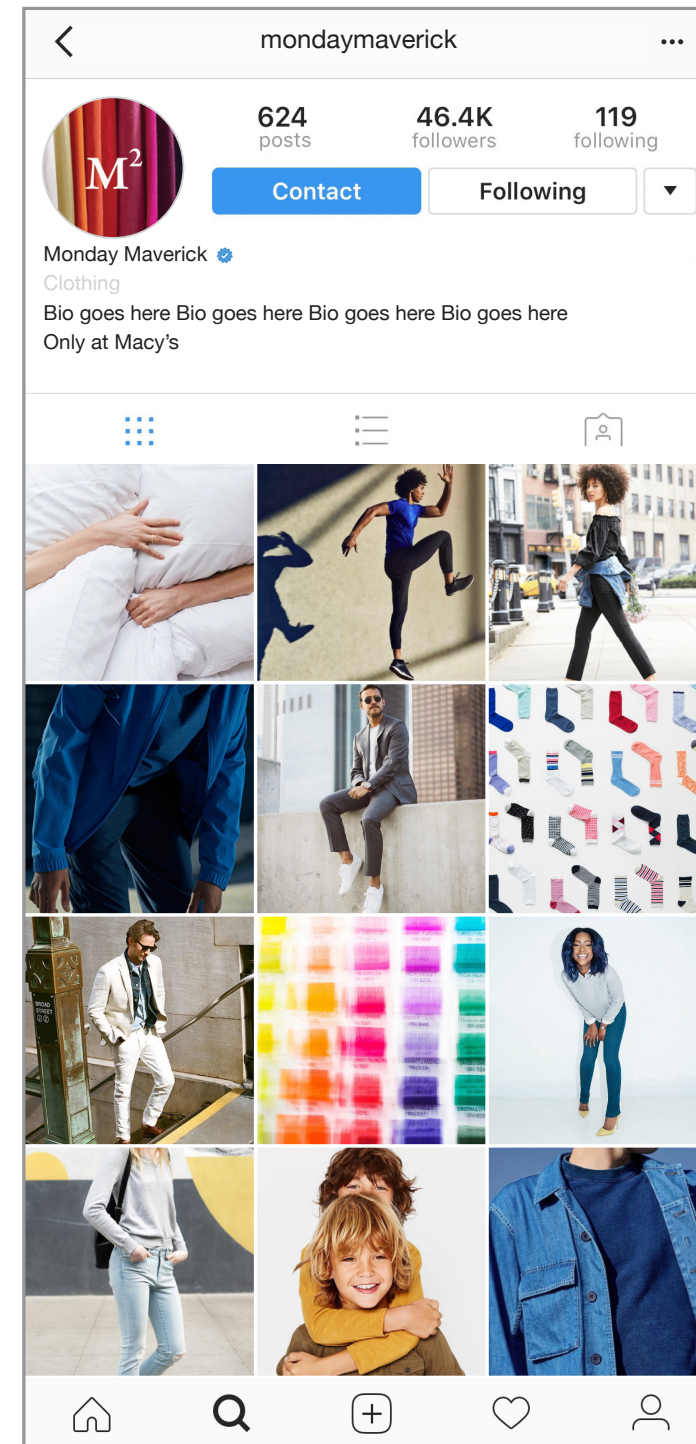 mondaymaverick
624
46.4K
119
posts
followers
following
M²
Contact
Following
Monday Maverick
Clothing
Bio goes here Bio goes here Bio goes here Bio goes here
Only at Macy’s
BROAD
STREET